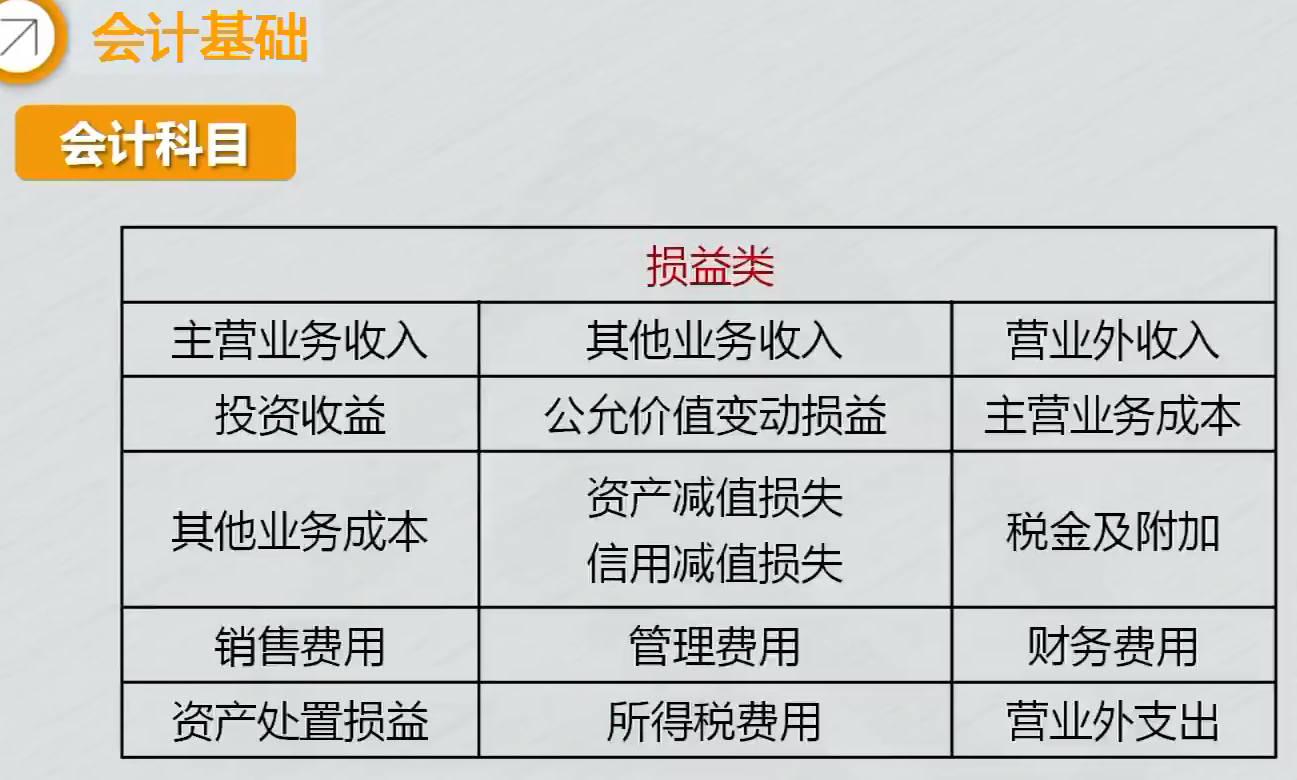 会计基础
会计科目
损益类
主营业务收入 其他业务收入 营业外收入
投资收益 公允价值变动损益 主营业务成本
其他业务成本 资产减值损失 税金及附加
信用减值损失
销售费用 管理费用 财务费用
资产处置损益 所得税费用 营业外支出